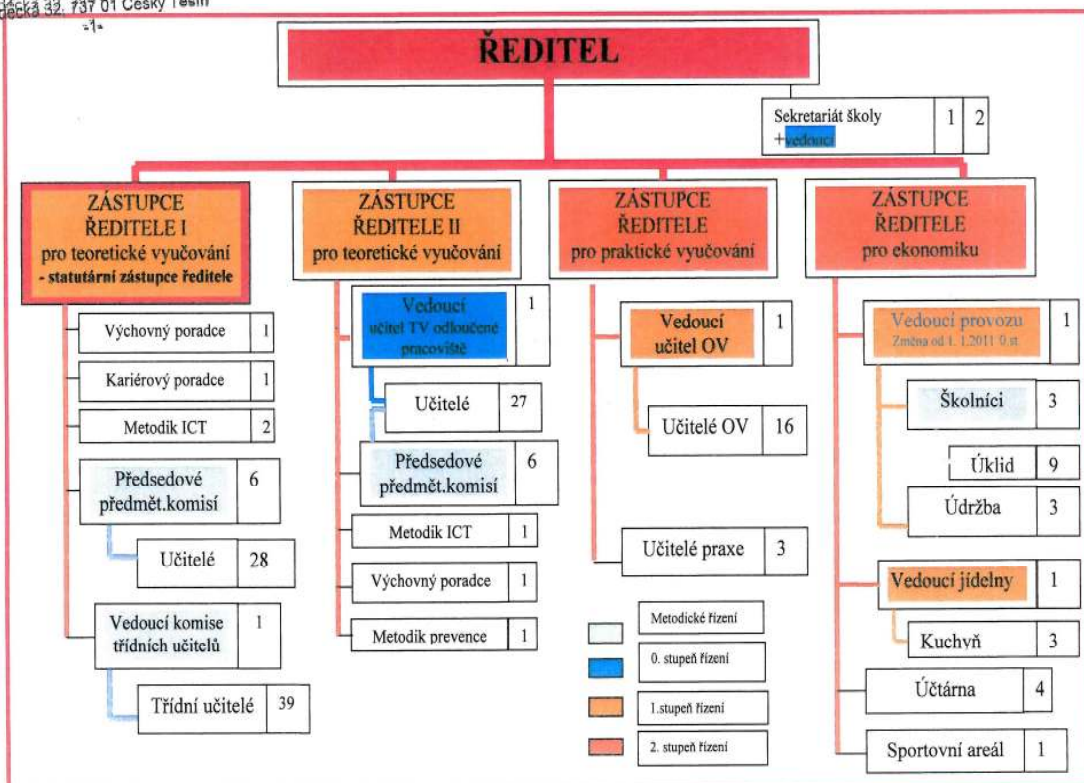 32, 737 01 Český Těšín
-1-
ŘEDITEL
Sekretariát školy 1 2
+vedoucí
ZÁSTUPCE
ŘEDITELE I
pro teoretické vyučování
- statutární zástupce ředitele
Výchovný poradce 1
Kariérový poradce 1
Metodik ICT 2
Předsedové 6
předmět.komisí
Učitelé 28
Vedoucí komise 1
třídních učitelů
Třídní učitelé 39
ZÁSTUPCE
ŘEDITELE II
pro teoretické vyučování
Vedoucí 1
učitel TV odloučené
pracoviště
Učitelé 27
Předsedové 6
předmět.komisí
Metodik ICT 1
Výchovný poradce 1
Metodik prevence 1
ZÁSTUPCE
ŘEDITELE
pro praktické vyučování
Vedoucí 1
učitel OV
Učitelé OV 16
Učitelé praxe 3
Metodické řízení
0. stupeň řízení
1.stupeň řízení
2. stupeň řízení
ZÁSTUPCE
ŘEDITELE
pro ekonomiku
Vedoucí provozu 1
Změna od 1. 1.2011 0.st
Školníci 3
Úklid 9
Údržba 3
Vedoucí jídelny 1
Kuchyň 3
Účtárna 4
Sportovní areál 1